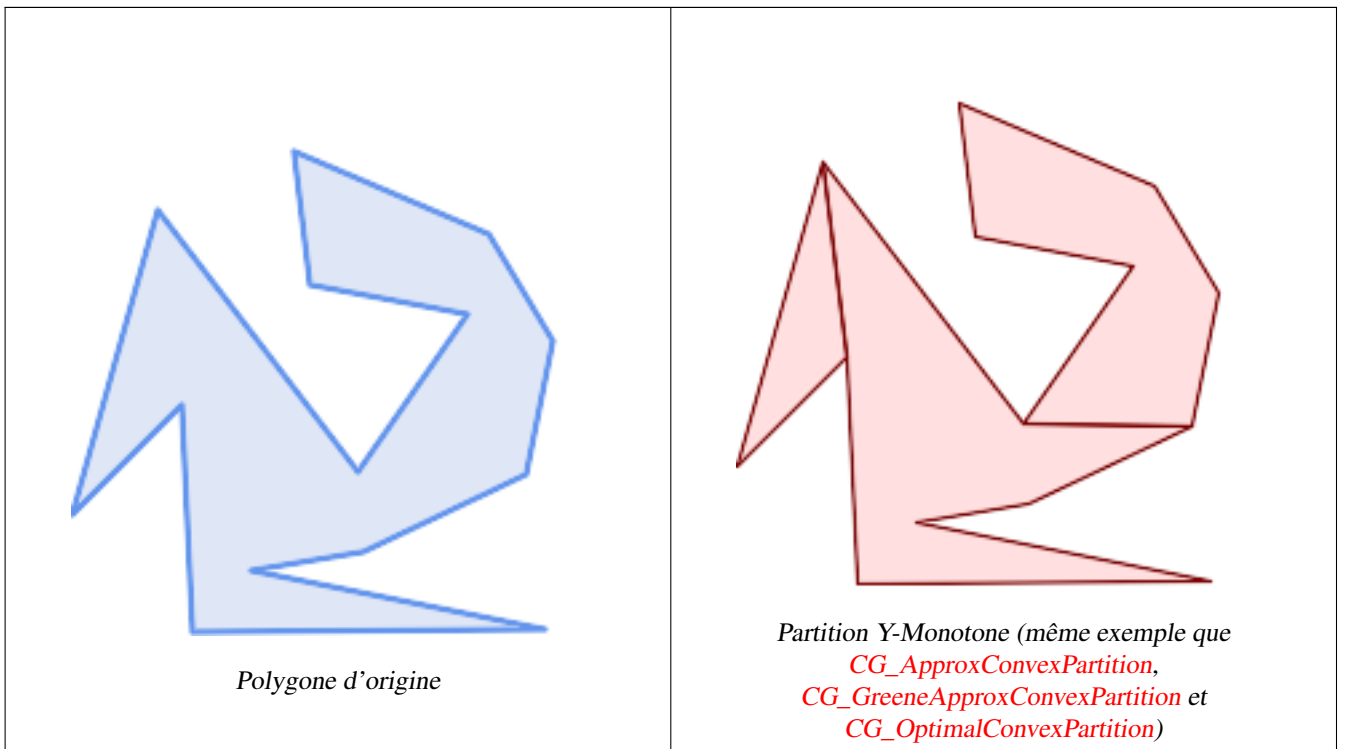 Polygone d'origine
Partition Y-Monotone (même exemple que
CG_ApproxConvexPartition,
CG_GreeneApproxConvexPartition et
CG_OptimalConvexPartition)